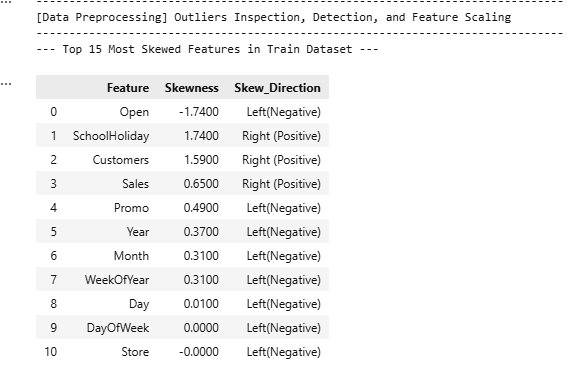 ...
--------------------------------------------------------------------------------
[Data Preprocessing] Outliers Inspection, Detection, and Feature Scaling
--------------------------------------------------------------------------------
--- Top 15 Most Skewed Features in Train Dataset ---
...
Feature Skewness Skew_Direction
0 Open -1.7400 Left(Negative)
1 SchoolHoliday 1.7400 Right (Positive)
2 Customers 1.5900 Right (Positive)
3 Sales 0.6500 Right (Positive)
4 Promo 0.4900 Left(Negative)
5 Year 0.3700 Left(Negative)
6 Month 0.3100 Left(Negative)
7 WeekOfYear 0.3100 Left(Negative)
8 Day 0.0100 Left(Negative)
9 DayOfWeek 0.0000 Left(Negative)
10 Store -0.0000 Left(Negative)